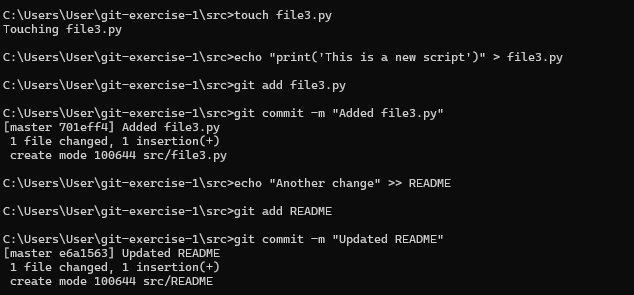 C:\Users\User\git-exercise-1\src>touch file3.py
Touching file3.py
C:\Users\User\git-exercise-1\src>echo "print('This is a new script')" > file3.py
C:\Users\User\git-exercise-1\src>git add file3.py
C:\Users\User\git-exercise-1\src>git commit -m "Added file3.py"
[master 701eff4] Added file3.py
 1 file changed, 1 insertion(+)
 create mode 100644 src/file3.py
C:\Users\User\git-exercise-1\src>echo "Another change" >> README
C:\Users\User\git-exercise-1\src>git add README
C:\Users\User\git-exercise-1\src>git commit -m "Updated README"
[master e6a1563] Updated README
 1 file changed, 1 insertion(+)
 create mode 100644 src/README